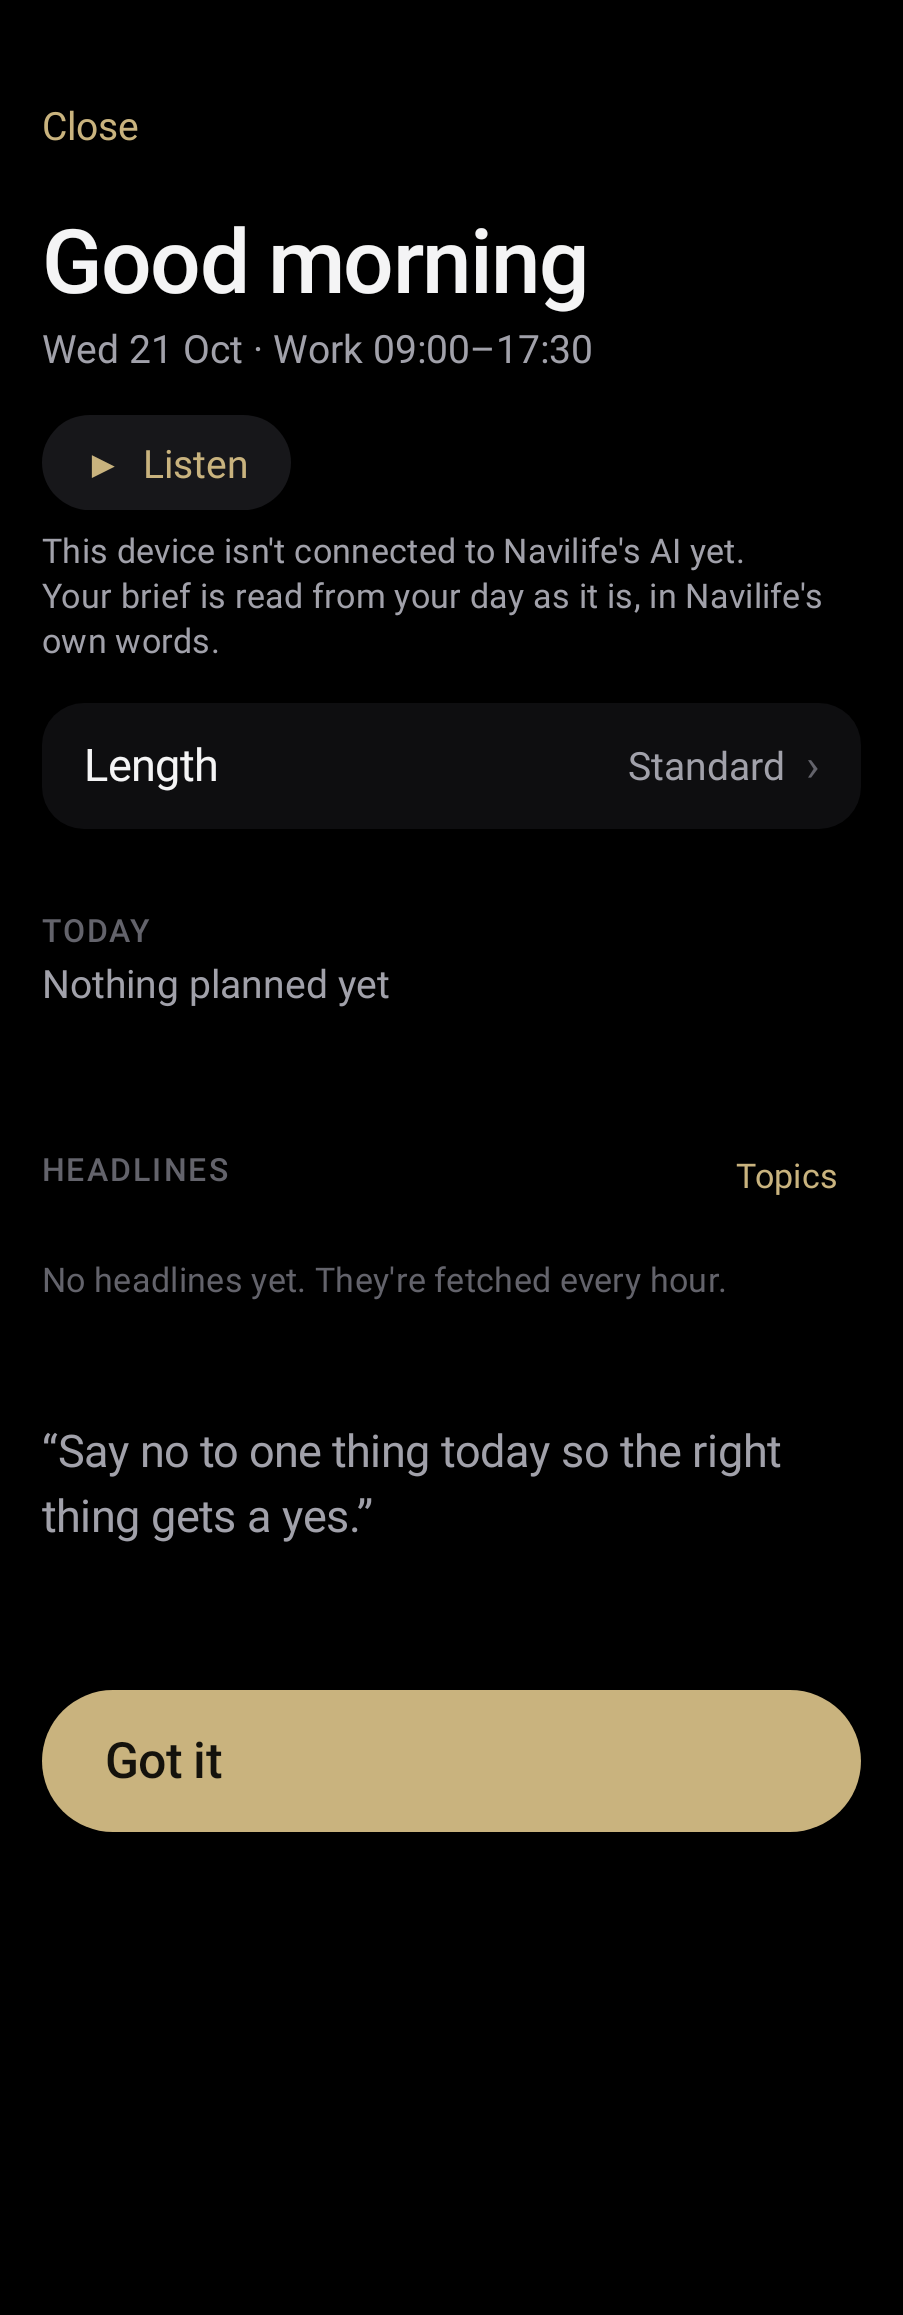 Close
Good morning
Wed 21 Oct · Work 09:00–17:30
► Listen
This device isn't connected to Navilife's AI yet.
Your brief is read from your day as it is, in Navilife's
own words.
Length Standard ›
TODAY
Nothing planned yet
HEADLINES Topics
No headlines yet. They're fetched every hour.
“Say no to one thing today so the right
thing gets a yes.”
Got it